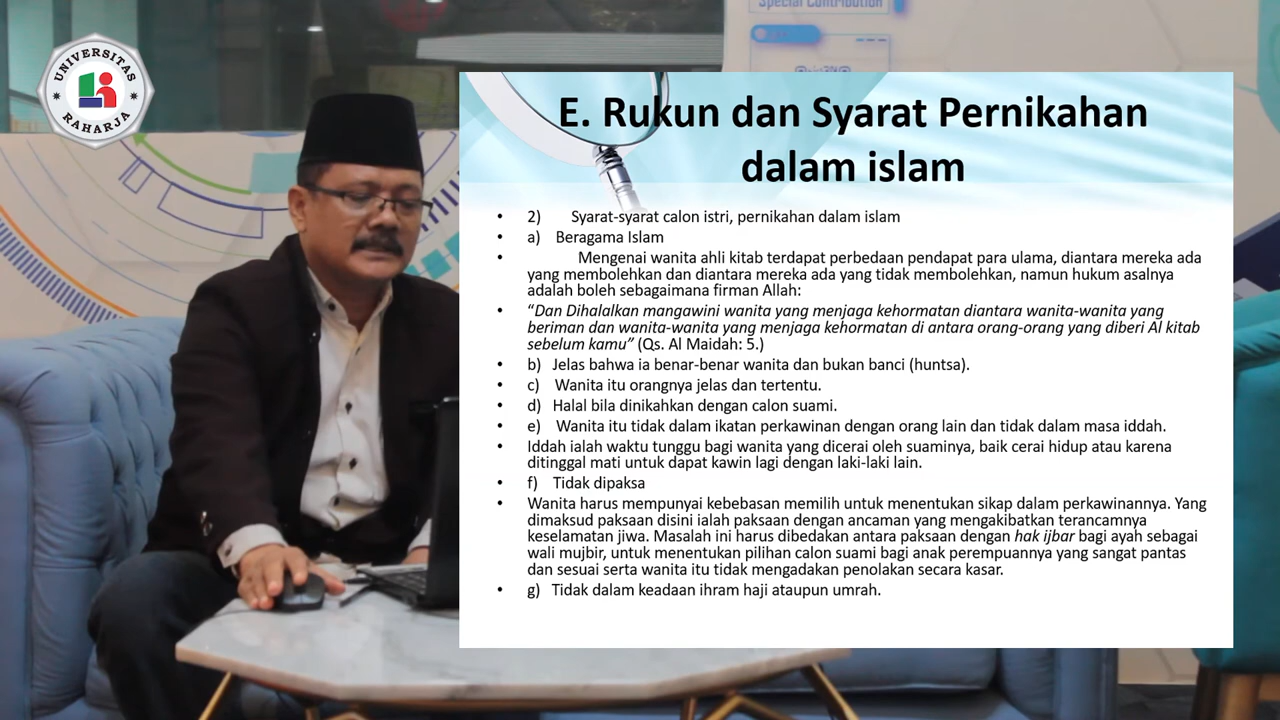 Special Contribution
UNIVERSITAS
RAHARJA
E. Rukun dan Syarat Pernikahan
dalam islam
• 2) Syarat-syarat calon istri, pernikahan dalam islam
• a) Beragama Islam
• Mengenai wanita ahli kitab terdapat perbedaan pendapat para ulama, diantara mereka ada
yang membolehkan dan diantara mereka ada yang tidak membolehkan, namun hukum asalnya
adalah boleh sebagaimana firman Allah:
• “Dan Dihalalkan mangawini wanita yang menjaga kehormatan diantara wanita-wanita yang
beriman dan wanita-wanita yang menjaga kehormatan di antara orang-orang yang diberi Al kitab
sebelum kamu” (Qs. Al Maidah: 5.)
• b) Jelas bahwa ia benar-benar wanita dan bukan banci (huntsa).
• c) Wanita itu orangnya jelas dan tertentu.
• d) Halal bila dinikahkan dengan calon suami.
• e) Wanita itu tidak dalam ikatan perkawinan dengan orang lain dan tidak dalam masa iddah.
• Iddah ialah waktu tunggu bagi wanita yang dicerai oleh suaminya, baik cerai hidup atau karena
ditinggal mati untuk dapat kawin lagi dengan laki-laki lain.
• f) Tidak dipaksa
• Wanita harus mempunyai kebebasan memilih untuk menentukan sikap dalam perkawinannya. Yang
dimaksud paksaan disini ialah paksaan dengan ancaman yang mengakibatkan terancamnya
keselamatan jiwa. Masalah ini harus dibedakan antara paksaan dengan hak ijbar bagi ayah sebagai
wali mujbir, untuk menentukan pilihan calon suami bagi anak perempuannya yang sangat pantas
dan sesuai serta wanita itu tidak mengadakan penolakan secara kasar.
• g) Tidak dalam keadaan ihram haji ataupun umrah.